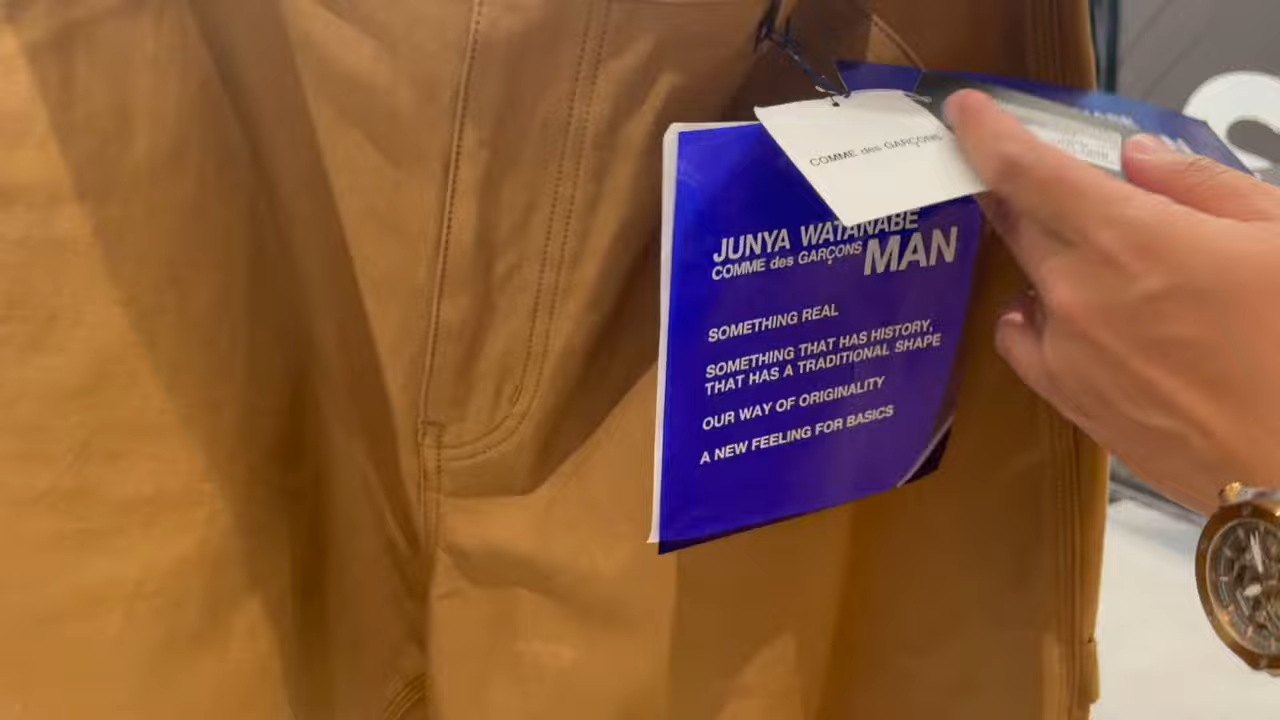 COMME des GARÇONS
JUNYA WATANABE
COMME des GARÇONS MAN
SOMETHING REAL
SOMETHING THAT HAS HISTORY,
THAT HAS A TRADITIONAL SHAPE
OUR WAY OF ORIGINALITY
A NEW FEELING FOR BASICS